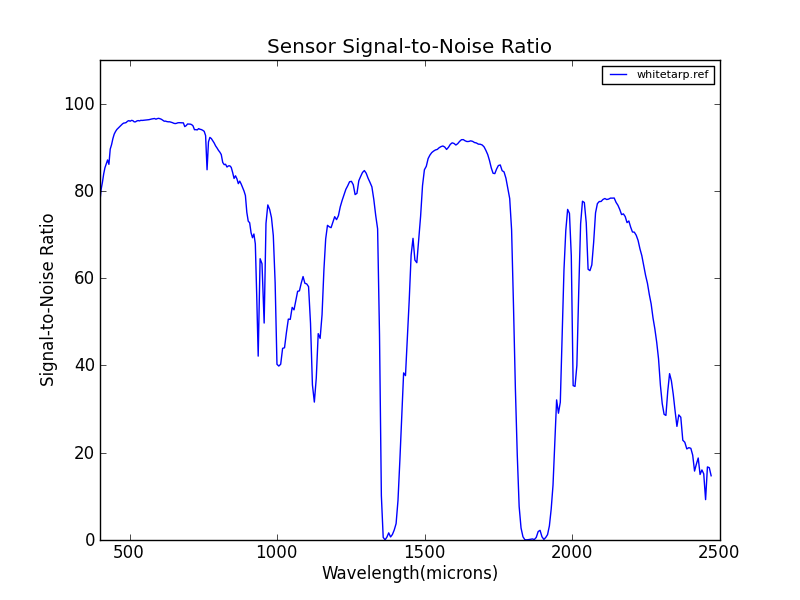 Sensor Signal-to-Noise Ratio
whitetarp.ref
Signal-to-Noise Ratio
100
80
60
40
20
0
500
1000
1500
2000
2500
Wavelength(microns)